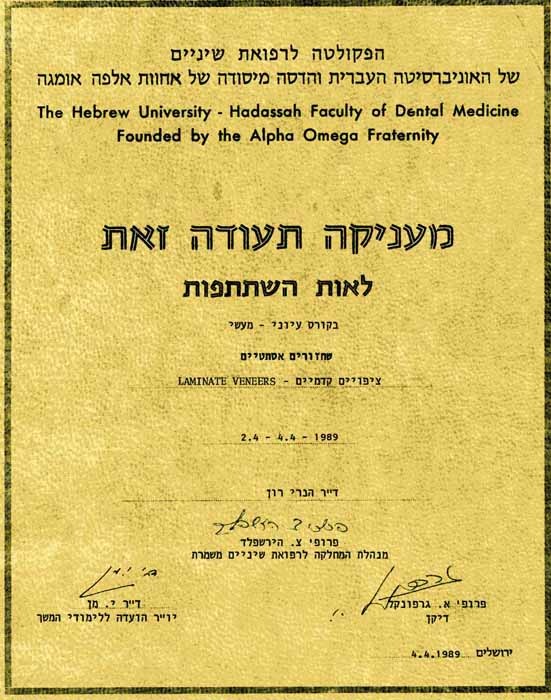 הפקולטה לרפואת שיניים
של האוניברסיטה העברית והדסה מיסודה של אחוות אלפה אומגה
The Hebrew University - Hadassah Faculty of Dental Medicine
Founded by the Alpha Omega Fraternity
מעניקה תעודה זאת
לאות השתתפות
בקורס עיוני - מעשי
שחזורים אסתטיים
ציפויים קדמיים - LAMINATE VENEERS
2.4 - 4.4 - 1989
ד"ר הנרי רון
פרופ' צ. הירשפלד
מנהלת המחלקה לרפואת שיניים משמרת
ד"ר י. מן
יו"ר הועדה ללימודי המשך
פרופ' א. גרפונקל
דיקן
ירושלים 4.4.1989